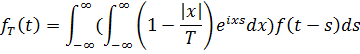 f_T(t) = ∫_{-∞}^{∞} (∫_{-∞}^{∞} (1 − |x|/T) e^{ixs} dx) f(t − s) ds